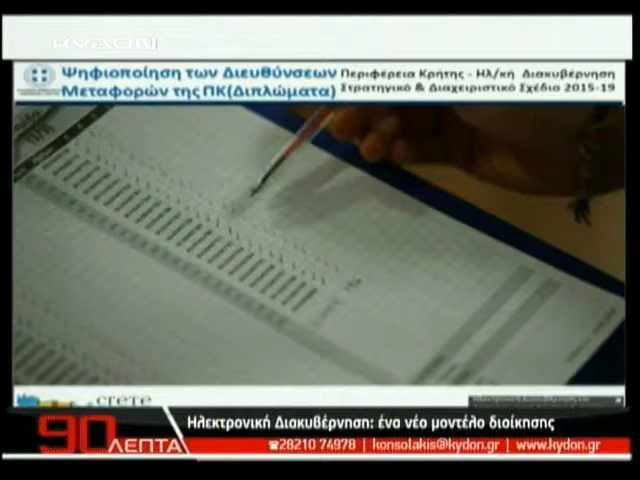 ΚΥΔΩΝ
Ψηφιοποίηση των Διευθύνσεων
Μεταφορών της ΠΚ(Διπλώματα)
Περιφέρεια Κρήτης - Ηλ/κή Διακυβέρνηση
Στρατηγικό & Διαχειριστικό Σχέδιο 2015-19
crete
90 ΛΕΠΤΑ
Ηλεκτρονική Διακυβέρνηση: ένα νέο μοντέλο διοίκησης
☎28210 74978 | konsolakis@kydon.gr | www.kydon.gr